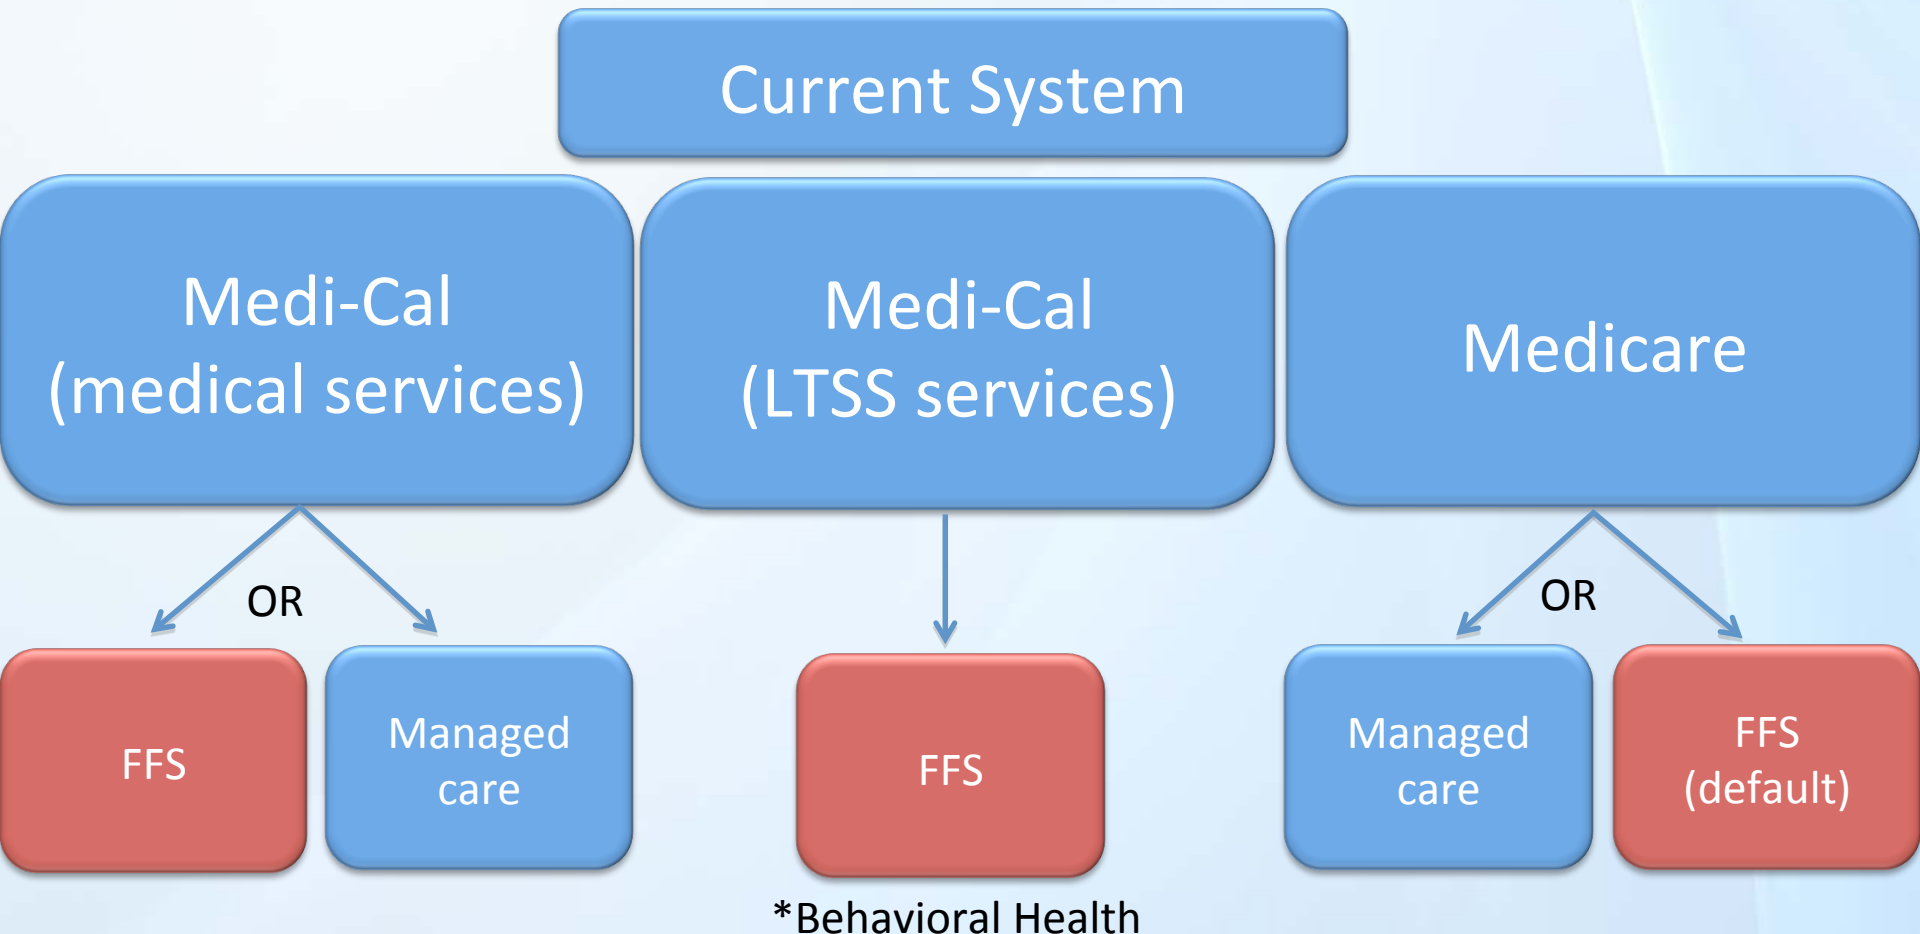 Current System
Medi-Cal
(medical services)
Medi-Cal
(LTSS services)
Medicare
OR
OR
FFS
Managed
care
FFS
Managed
care
FFS
(default)
*Behavioral Health